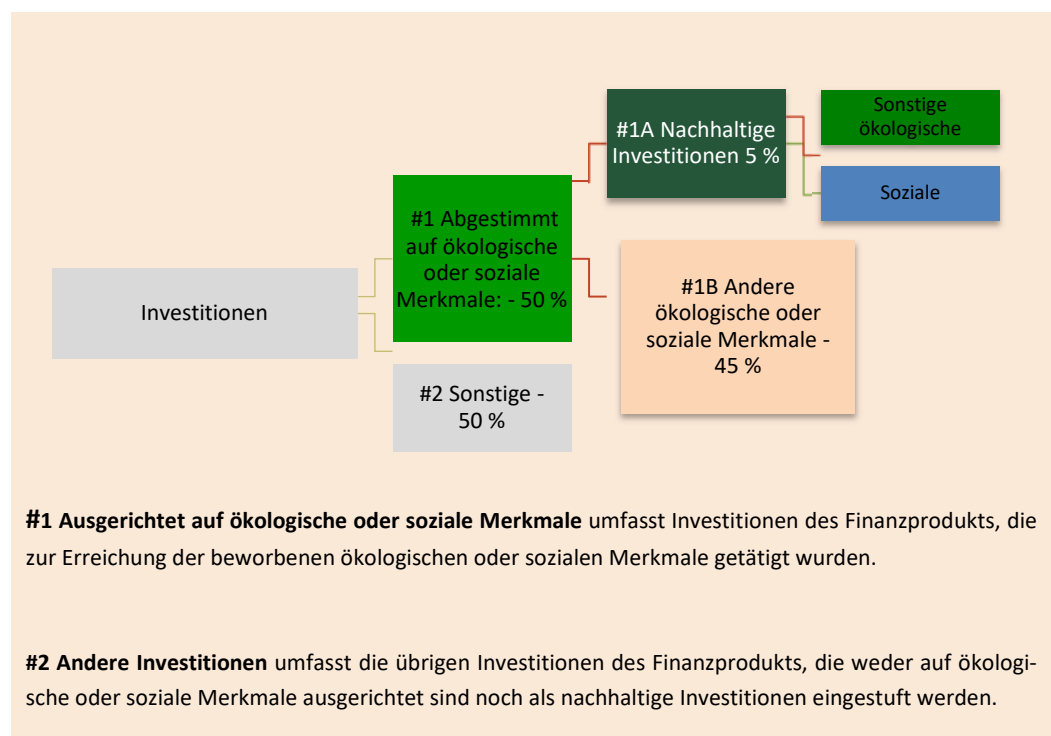 Investitionen
#1 Abgestimmt
auf ökologische
oder soziale
Merkmale: - 50 %
#2 Sonstige -
50 %
#1A Nachhaltige
Investitionen 5 %
#1B Andere
ökologische oder
soziale Merkmale -
45 %
Sonstige
ökologische
Soziale
#1 Ausgerichtet auf ökologische oder soziale Merkmale umfasst Investitionen des Finanzprodukts, die
zur Erreichung der beworbenen ökologischen oder sozialen Merkmale getätigt wurden.
#2 Andere Investitionen umfasst die übrigen Investitionen des Finanzprodukts, die weder auf ökologi-
sche oder soziale Merkmale ausgerichtet sind noch als nachhaltige Investitionen eingestuft werden.